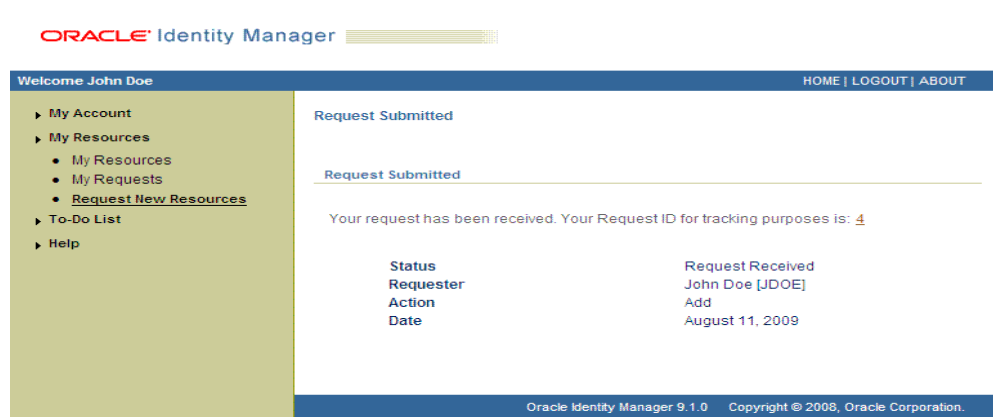 ORACLE Identity Manager
Welcome John Doe
HOME | LOGOUT | ABOUT
My Account
My Resources
My Resources
My Requests
Request New Resources
To-Do List
Help
Request Submitted
Request Submitted
Your request has been received. Your Request ID for tracking purposes is: 4
Status Request Received
Requester John Doe [JDOE]
Action Add
Date August 11, 2009
Oracle Identity Manager 9.1.0 Copyright © 2008, Oracle Corporation.